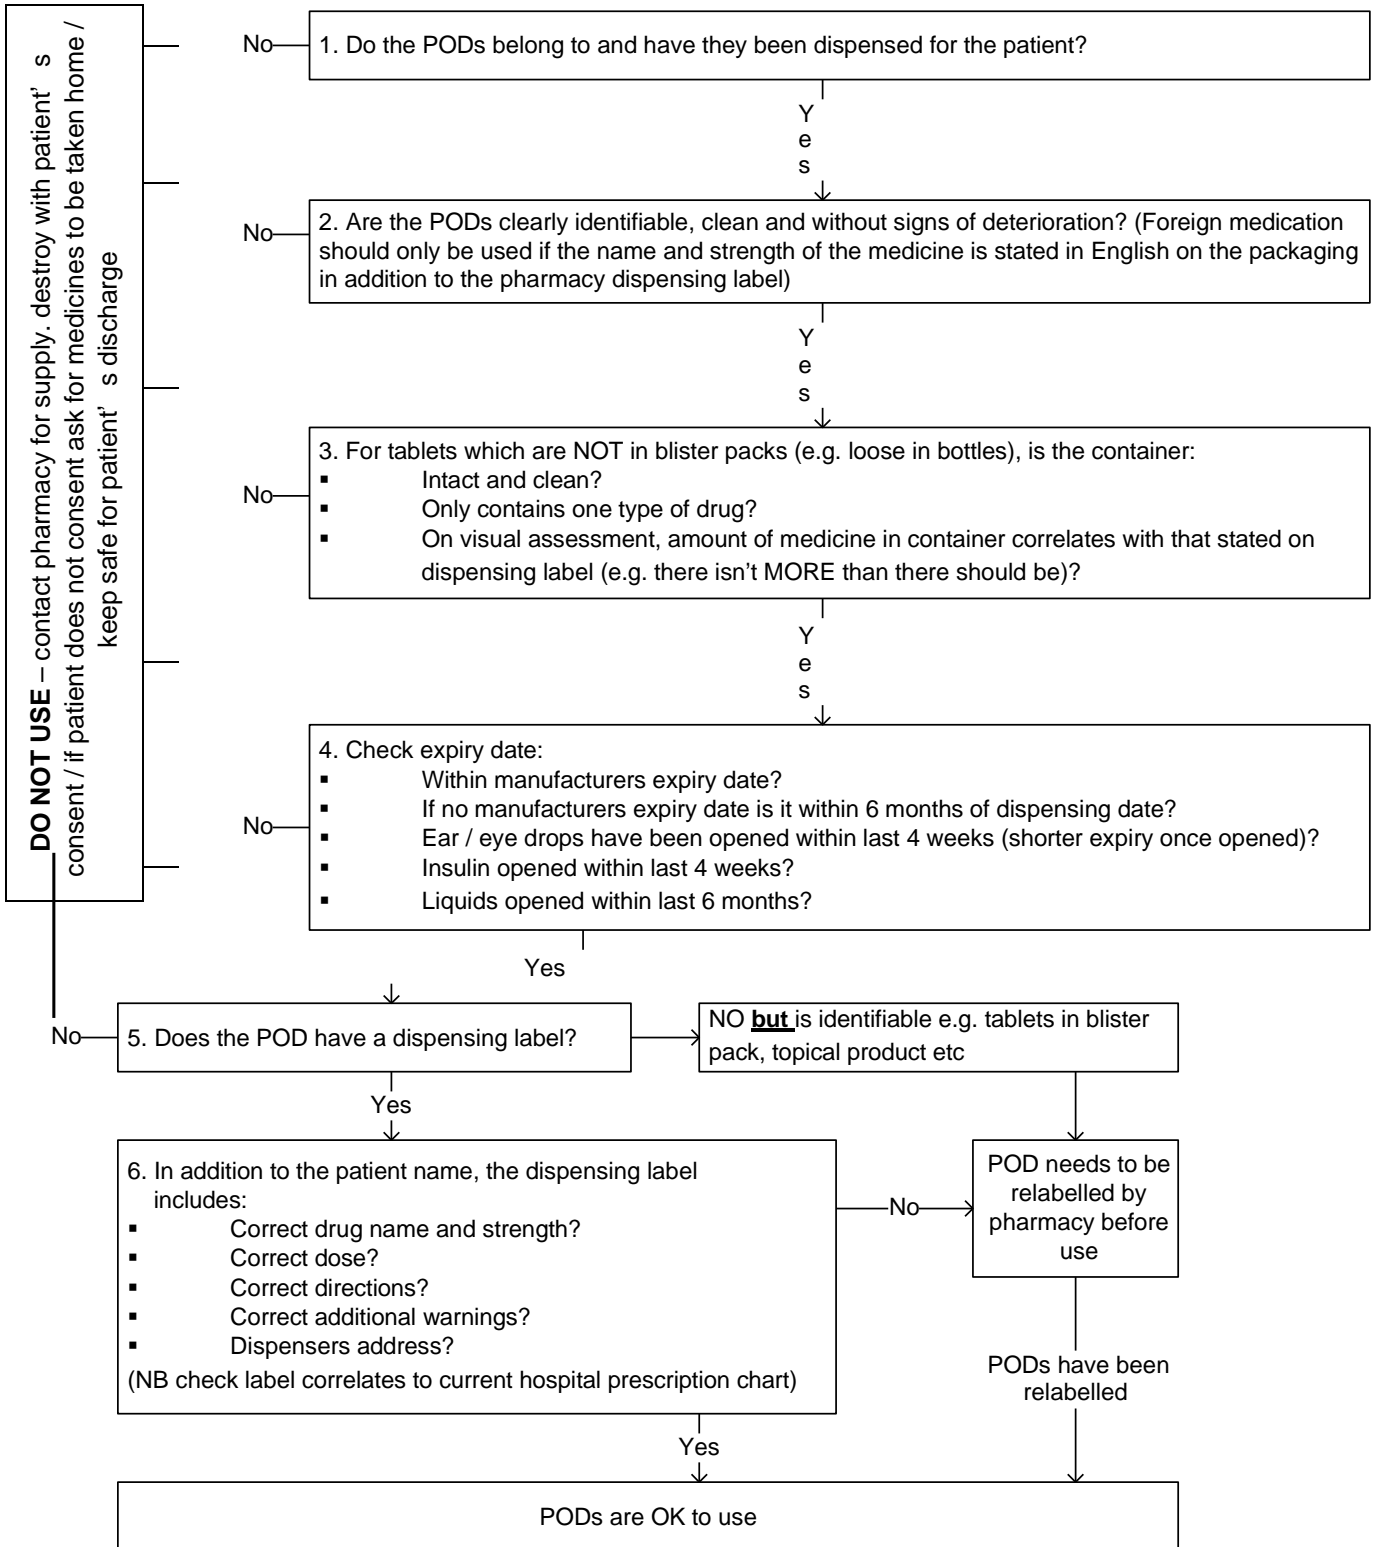 DO NOT USE – contact pharmacy for supply. destroy with patient’ s
consent / if patient does not consent ask for medicines to be taken home /
keep safe for patient’ s discharge
No
1. Do the PODs belong to and have they been dispensed for the patient?
Y
e
s
No
2. Are the PODs clearly identifiable, clean and without signs of deterioration? (Foreign medication
should only be used if the name and strength of the medicine is stated in English on the packaging
in addition to the pharmacy dispensing label)
Y
e
s
No
3. For tablets which are NOT in blister packs (e.g. loose in bottles), is the container:
▪ Intact and clean?
▪ Only contains one type of drug?
▪ On visual assessment, amount of medicine in container correlates with that stated on
dispensing label (e.g. there isn’t MORE than there should be)?
Y
e
s
No
4. Check expiry date:
▪ Within manufacturers expiry date?
▪ If no manufacturers expiry date is it within 6 months of dispensing date?
▪ Ear / eye drops have been opened within last 4 weeks (shorter expiry once opened)?
▪ Insulin opened within last 4 weeks?
▪ Liquids opened within last 6 months?
Yes
No
5. Does the POD have a dispensing label?
NO but is identifiable e.g. tablets in blister
pack, topical product etc
Yes
6. In addition to the patient name, the dispensing label
includes:
▪ Correct drug name and strength?
▪ Correct dose?
▪ Correct directions?
▪ Correct additional warnings?
▪ Dispensers address?
(NB check label correlates to current hospital prescription chart)
No
POD needs to be
relabelled by
pharmacy before
use
PODs have been
relabelled
Yes
PODs are OK to use